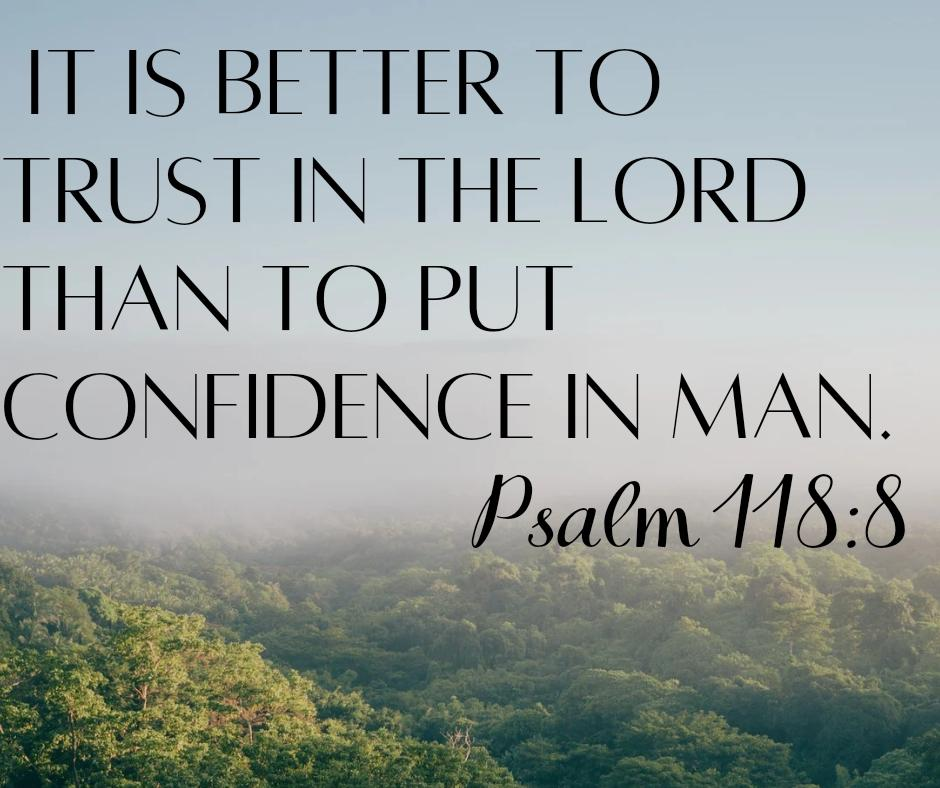 IT IS BETTER TO
TRUST IN THE LORD
THAN TO PUT
CONFIDENCE IN MAN.
Psalm 118:8